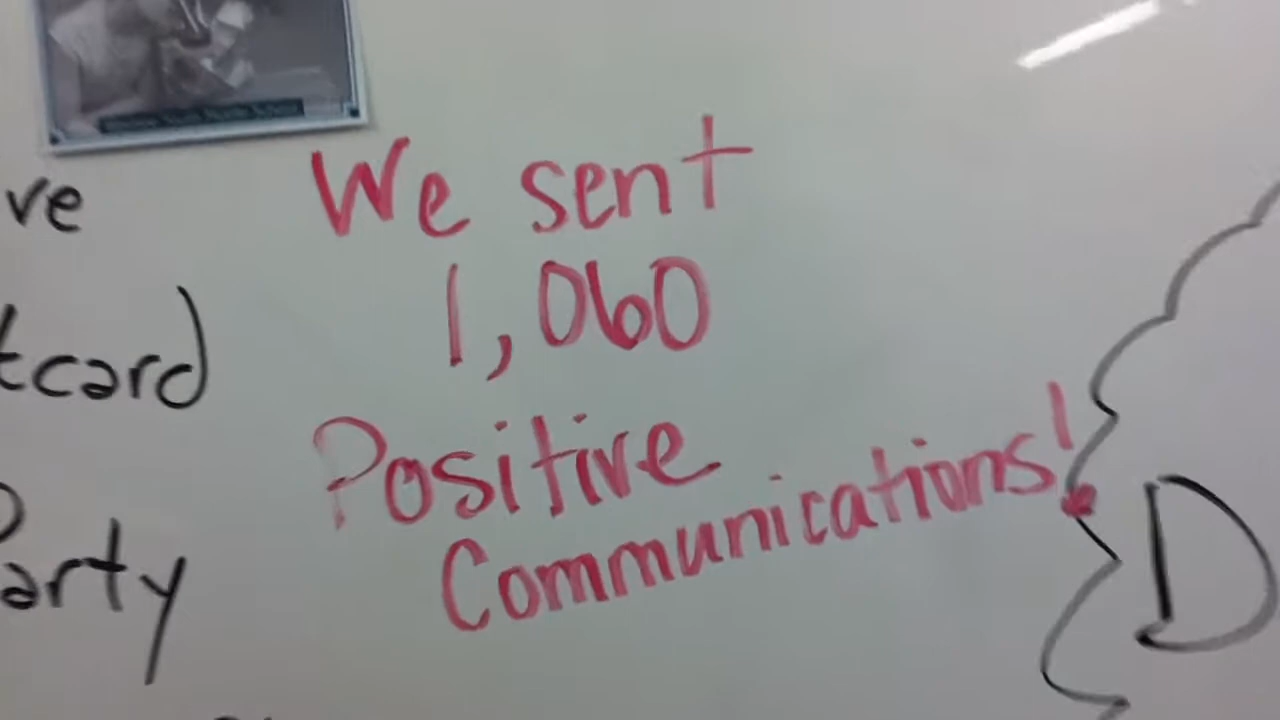 We sent
1,060
Positive
Communications!
ve
tcard
arty
D